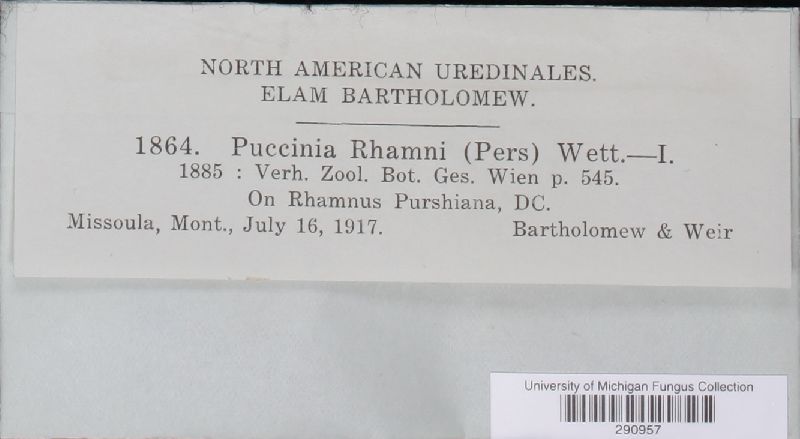 NORTH AMERICAN UREDINALES.
ELAM BARTHOLOMEW.
1864. Puccinia Rhamni (Pers) Wett.—I.
1885 : Verh. Zool. Bot. Ges. Wien p. 545.
On Rhamnus Purshiana, DC.
Missoula, Mont., July 16, 1917. Bartholomew & Weir
University of Michigan Fungus Collection
290957